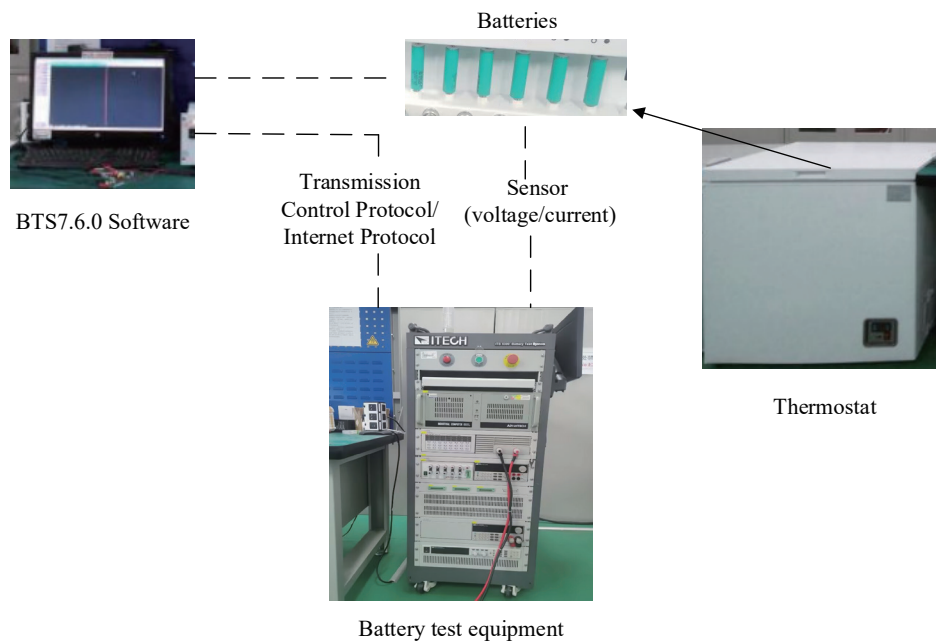 Batteries
Transmission
Control Protocol/
Internet Protocol
Sensor
(voltage/current)
BTS7.6.0 Software
ITECH
Thermostat
Battery test equipment